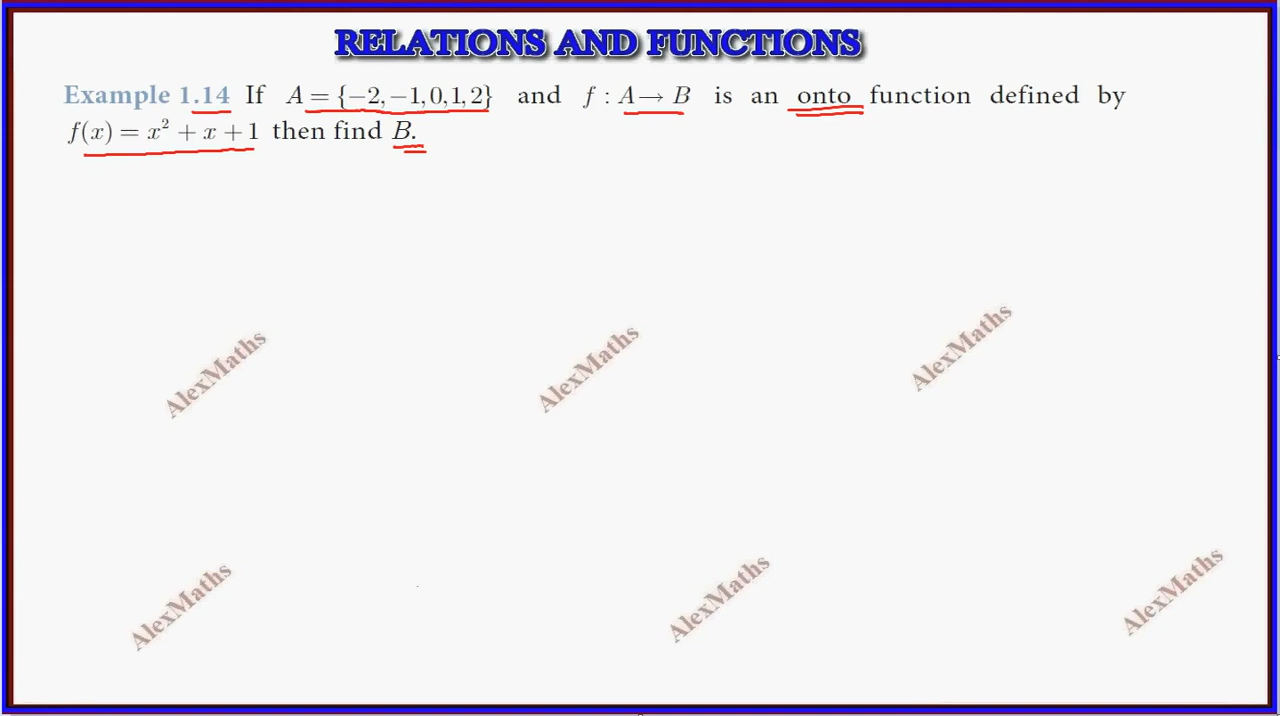 RELATIONS AND FUNCTIONS
Example 1.14 If A = {−2, −1, 0, 1, 2} and f : A → B is an onto function defined by
f(x) = x² + x + 1 then find B.
AlexMaths AlexMaths AlexMaths
AlexMaths AlexMaths AlexMaths